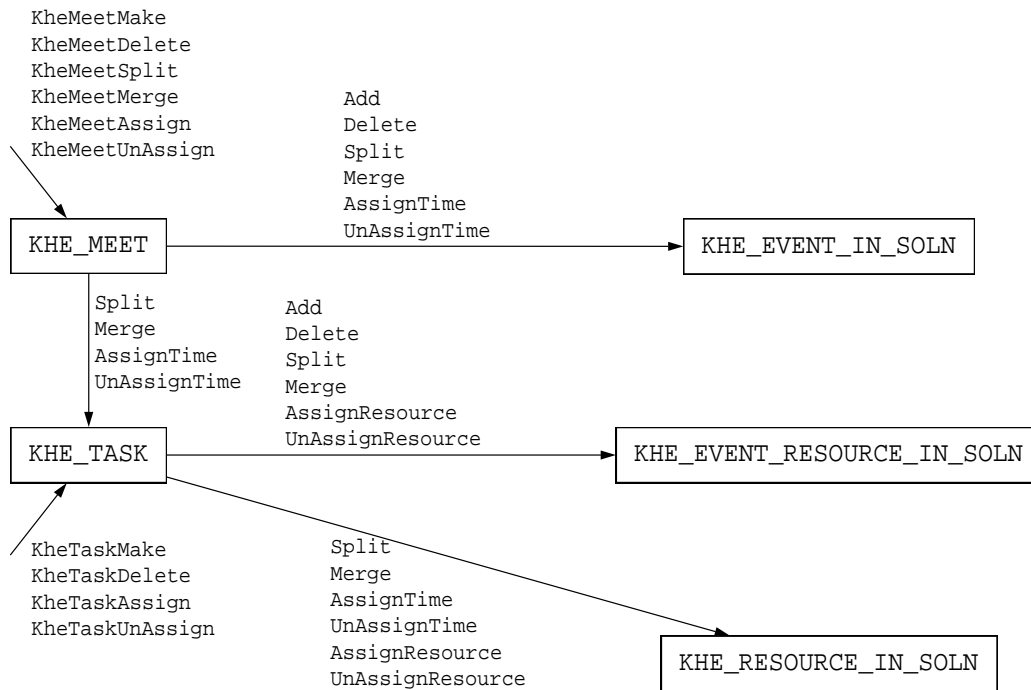 KheMeetMake
KheMeetDelete
KheMeetSplit
KheMeetMerge
KheMeetAssign
KheMeetUnAssign
Add
Delete
Split
Merge
AssignTime
UnAssignTime
KHE_MEET
KHE_EVENT_IN_SOLN
Split
Merge
AssignTime
UnAssignTime
Add
Delete
Split
Merge
AssignResource
UnAssignResource
KHE_TASK
KHE_EVENT_RESOURCE_IN_SOLN
KheTaskMake
KheTaskDelete
KheTaskAssign
KheTaskUnAssign
Split
Merge
AssignTime
UnAssignTime
AssignResource
UnAssignResource
KHE_RESOURCE_IN_SOLN